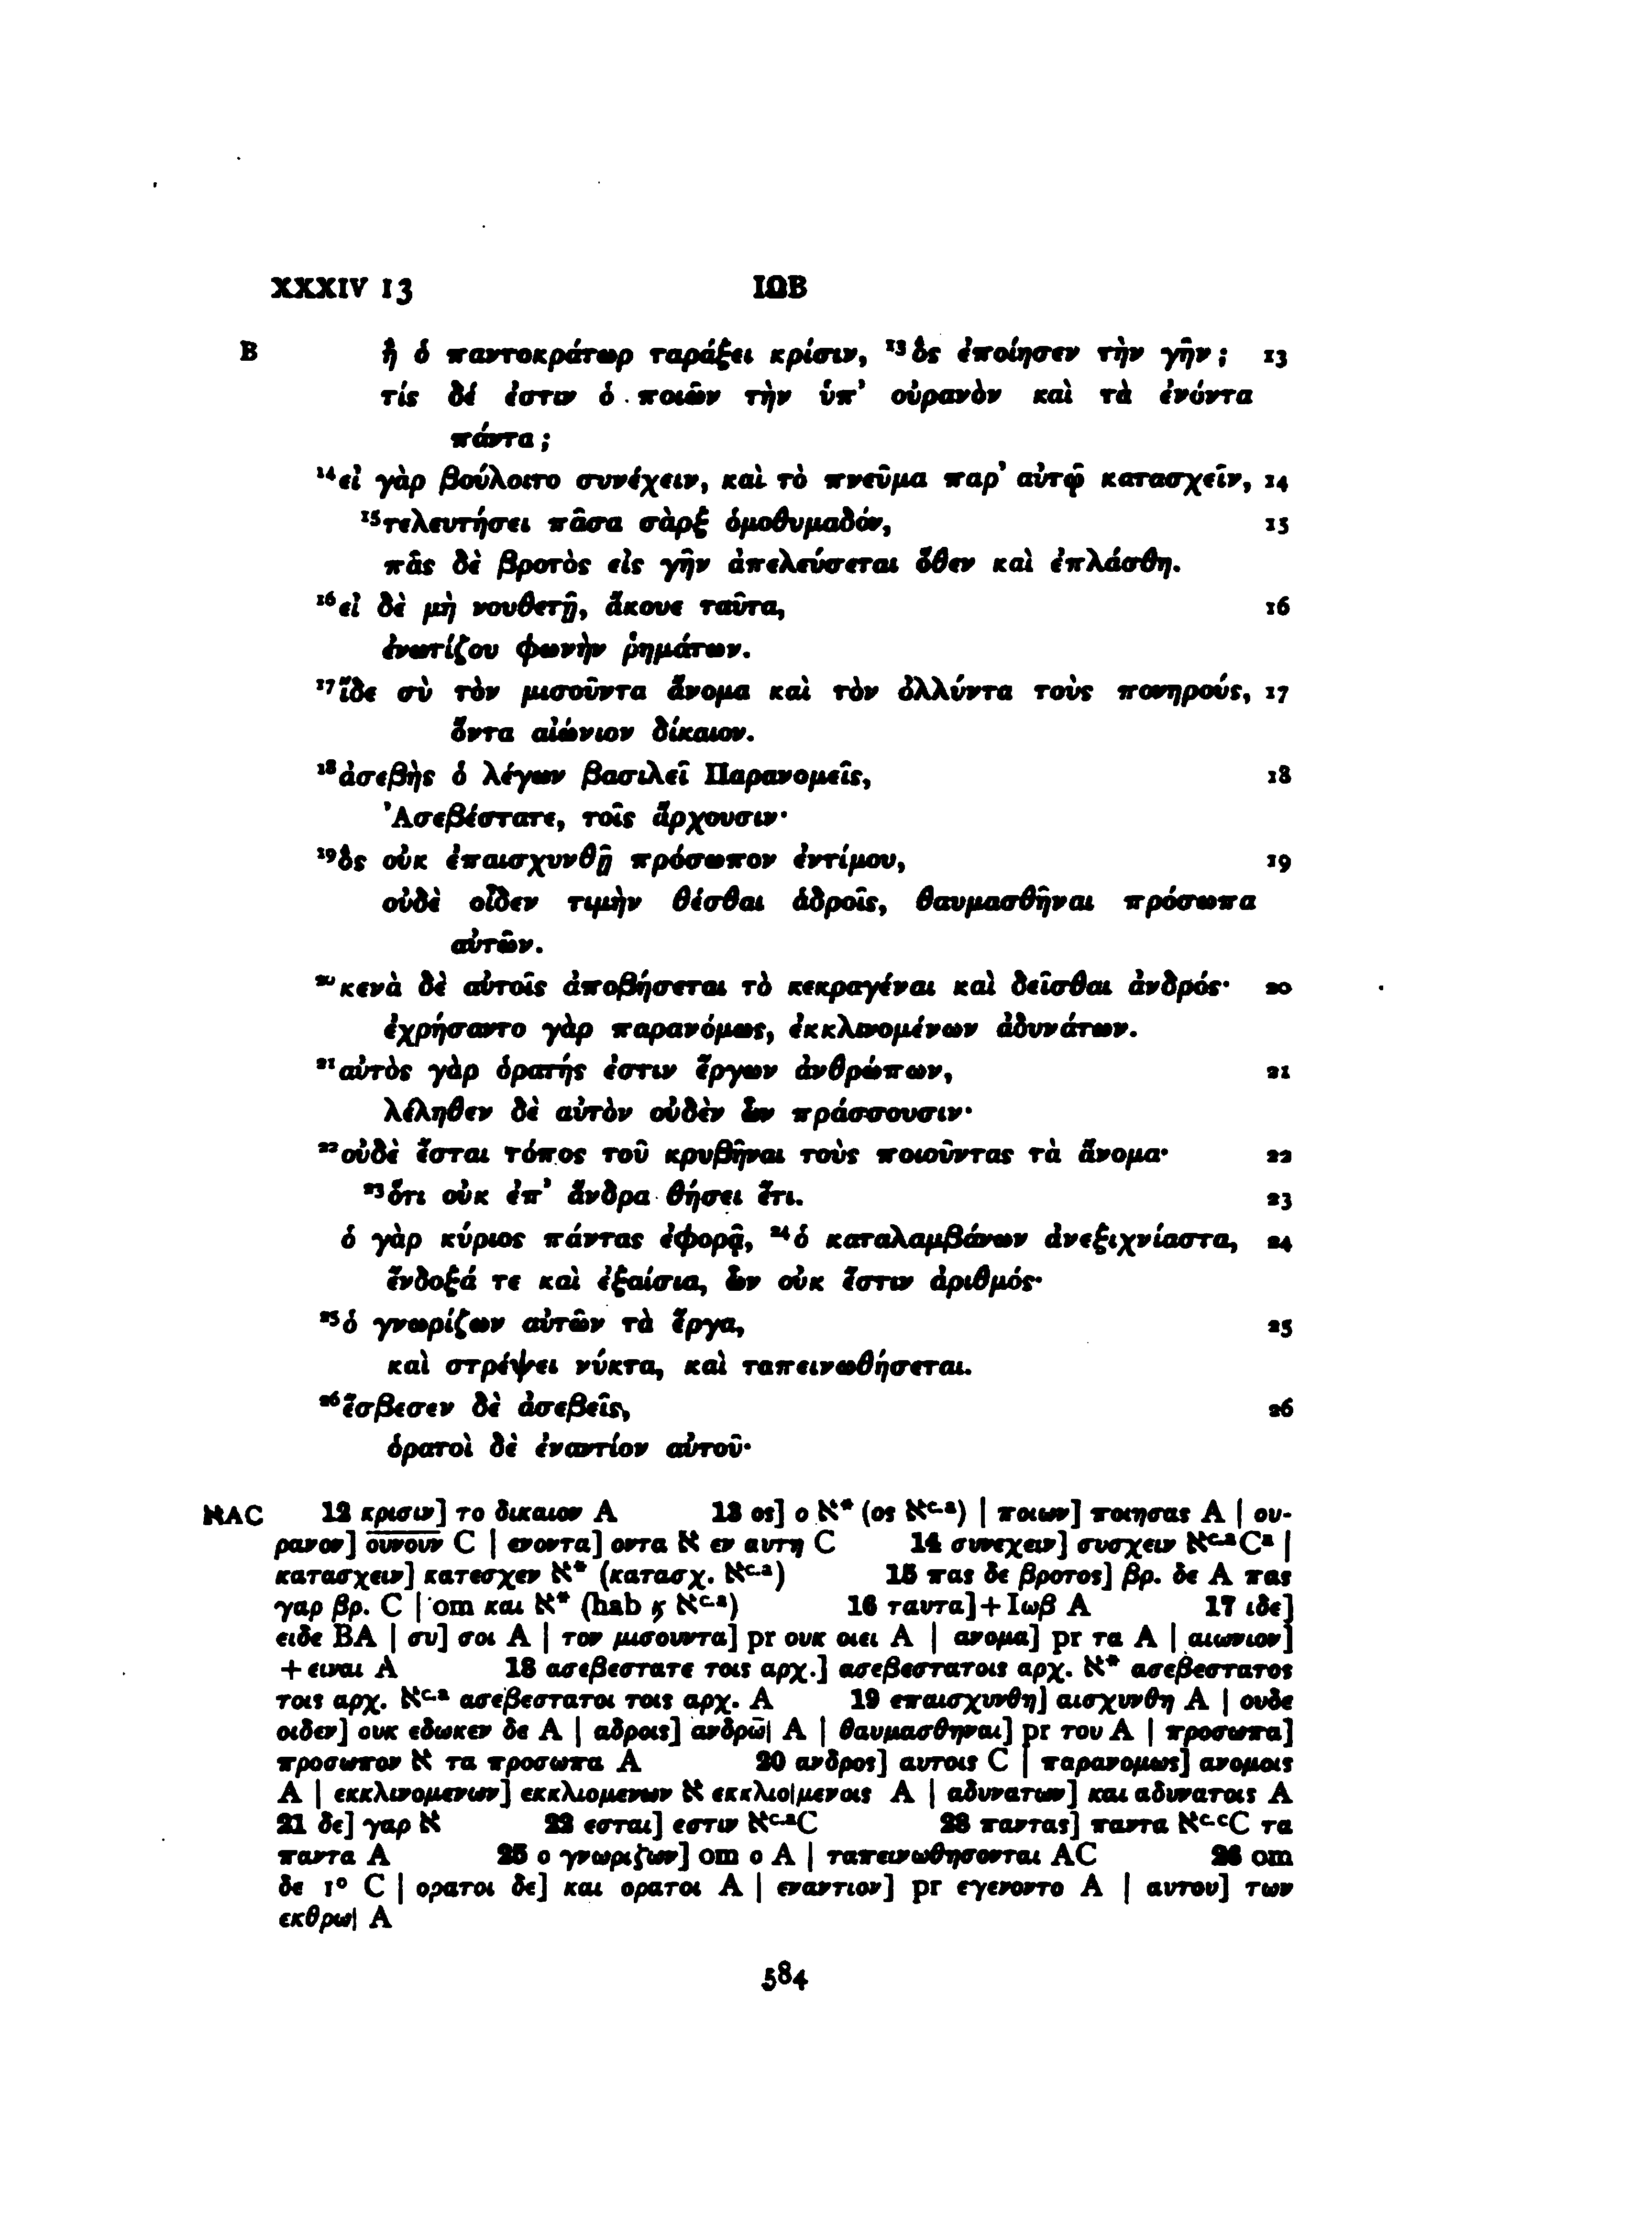 XXXIV 13 ΙΩΒ
B ἢ ὁ παντοκράτωρ ταράξει κρίσιν, ¹³ὃς ἐποίησεν τὴν γῆν; 13
τίς δέ ἐστιν ὁ ποιῶν τὴν ὑπ’ οὐρανὸν καὶ τὰ ἐνόντα
πάντα;
¹⁴εἰ γὰρ βούλοιτο συνέχειν, καὶ τὸ πνεῦμα παρ’ αὐτῷ κατασχεῖν, 14
¹⁵τελευτήσει πᾶσα σὰρξ ὁμοθυμαδόν, 15
πᾶς δὲ βροτὸς εἰς γῆν ἀπελεύσεται ὅθεν καὶ ἐπλάσθη.
¹⁶εἰ δὲ μὴ νουθετῇ, ἄκουε ταῦτα, 16
ἐνωτίζου φωνὴν ῥημάτων.
¹⁷ἴδε σὺ τὸν μισοῦντα ἄνομα καὶ τὸν ὀλλύντα τοὺς πονηρούς, 17
ὄντα αἰώνιον δίκαιον.
¹⁸ἀσεβὴς ὁ λέγων βασιλεῖ Παρανομεῖς, 18
Ἀσεβέστατε, τοῖς ἄρχουσιν·
¹⁹ὃς οὐκ ἐπαισχυνθῇ πρόσωπον ἐντίμου, 19
οὐδὲ οἶδεν τιμὴν θέσθαι ἁδροῖς, θαυμασθῆναι πρόσωπα
αὐτῶν.
²⁰κενὰ δὲ αὐτοῖς ἀποβήσεται τὸ κεκραγέναι καὶ δεῖσθαι ἀνδρός· 20
ἐχρήσαντο γὰρ παρανόμως, ἐκκλινομένων ἀδυνάτων.
²¹αὐτὸς γὰρ ὁρατής ἐστιν ἔργων ἀνθρώπων, 21
λέληθεν δὲ αὐτὸν οὐδὲν ὧν πράσσουσιν·
²²οὐδὲ ἔσται τόπος τοῦ κρυβῆναι τοὺς ποιοῦντας τὰ ἄνομα· 22
²³ὅτι οὐκ ἐπ’ ἄνδρα θήσει ἔτι. 23
ὁ γὰρ κύριος πάντας ἐφορᾷ, ²⁴ὁ καταλαμβάνων ἀνεξιχνίαστα, 24
ἔνδοξά τε καὶ ἐξαίσια, ὧν οὐκ ἔστιν ἀριθμός·
²⁵ὁ γνωρίζων αὐτῶν τὰ ἔργα, 25
καὶ στρέψει νύκτα, καὶ ταπεινωθήσεται.
²⁶ἔσβεσεν δὲ ἀσεβεῖς, 26
ὁρατοὶ δὲ ἐναντίον αὐτοῦ·
ℵAC 12 κρισιν] το δικαιον A 13 ος] ο ℵ* (ος ℵᶜ·ᵃ) | ποιων] ποιησας A | ου-
ρανον] ουνουν C | ενοντα] οντα ℵ εν αυτη C 14 συνεχειν] συσχειν ℵᶜ·ᵃCᵃ |
κατασχειν] κατεσχεν ℵ* (κατασχ. ℵᶜ·ᵃ) 15 πας δε βροτος] βρ. δε A πας
γαρ βρ. C | om και ℵ* (hab ϗ ℵᶜ·ᵃ) 16 ταυτα]+Ιωβ A 17 ιδε]
ειδε BA | συ] σοι A | τον μισουντα] pr ουκ οιει A | ανομα] pr τα A | αιωνιον]
+ειναι A 18 ασεβεστατε τοις αρχ.] ασεβεστατοις αρχ. ℵ* ασεβεστατος
τοις αρχ. ℵᶜ·ᵃ ασεβεστατοι τοις αρχ. A 19 επαισχυνθη] αισχυνθη A | ουδε
οιδεν] ουκ εδωκεν δε A | αδροις] ανδρω̄| A | θαυμασθηναι] pr του A | προσωπα]
προσωπον ℵ τα προσωπα A 20 ανδρος] αυτοις C | παρανομως] ανομοις
A | εκκλινομενων] εκκλιομενων ℵ εκκλιο|μενοις A | αδυνατων] και αδυνατοις A
21 δε] γαρ ℵ 22 εσται] εστιν ℵᶜ·ᵃC 23 παντας] παντα ℵᶜ·ᶜC τα
παντα A 25 ο γνωριζων] om ο A | ταπεινωθησονται AC 26 om
δε 1° C | ορατοι δε] και ορατοι A | εναντιον] pr εγενοντο A | αυτου] των
εκθρω| A
584